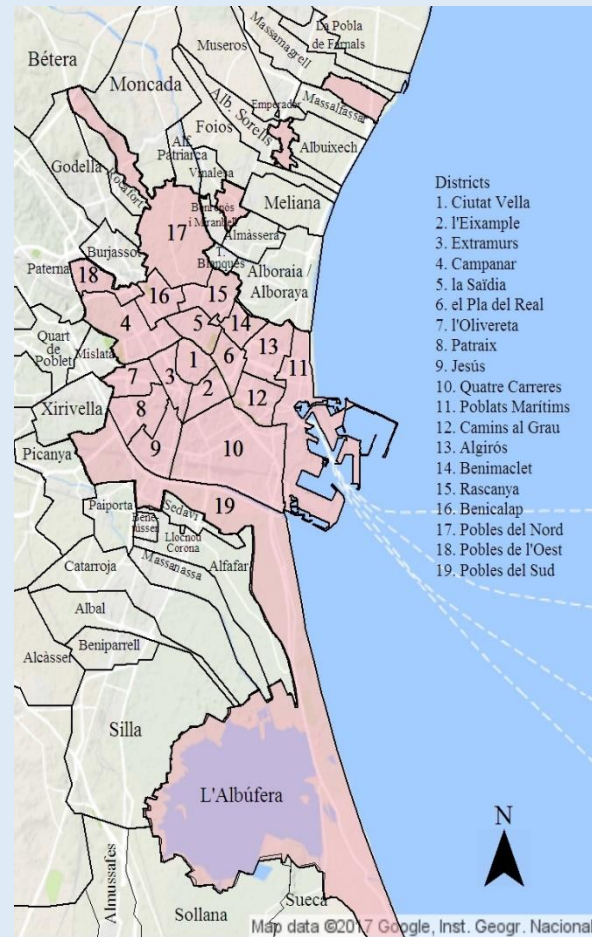 La Pobla
de Farnals
Massamagrell
Museros
Bétera
Moncada
Massalfassa
Emperador
Alb. Sorells
Foios
Albuixech
Alf.
Patriarca
Godella
Vinalesa
Rocafort
Meliana
Bonrepòs
i Mirambell
17
Almàssera
Burjassot
T.
Blanques
Alboraia /
Alboraya
Paterna
18
16
15
4
5
14
13
Quart
de
Poblet
Mislata
1
6
11
7
3
2
12
Xirivella
8
9
10
Picanya
19
Paiporta
Sedaví
Bene-
tússer
Llocnou
Corona
Massanassa
Alfafar
Catarroja
Albal
Beniparrell
Alcàsser
Silla
L'Albúfera
Almussafes
Sollana
Sueca
Districts
1. Ciutat Vella
2. l'Eixample
3. Extramurs
4. Campanar
5. la Saïdia
6. el Pla del Real
7. l'Olivereta
8. Patraix
9. Jesús
10. Quatre Carreres
11. Poblats Marítims
12. Camins al Grau
13. Algirós
14. Benimaclet
15. Rascanya
16. Benicalap
17. Pobles del Nord
18. Pobles de l'Oest
19. Pobles del Sud
N
Map data ©2017 Google, Inst. Geogr. Nacional